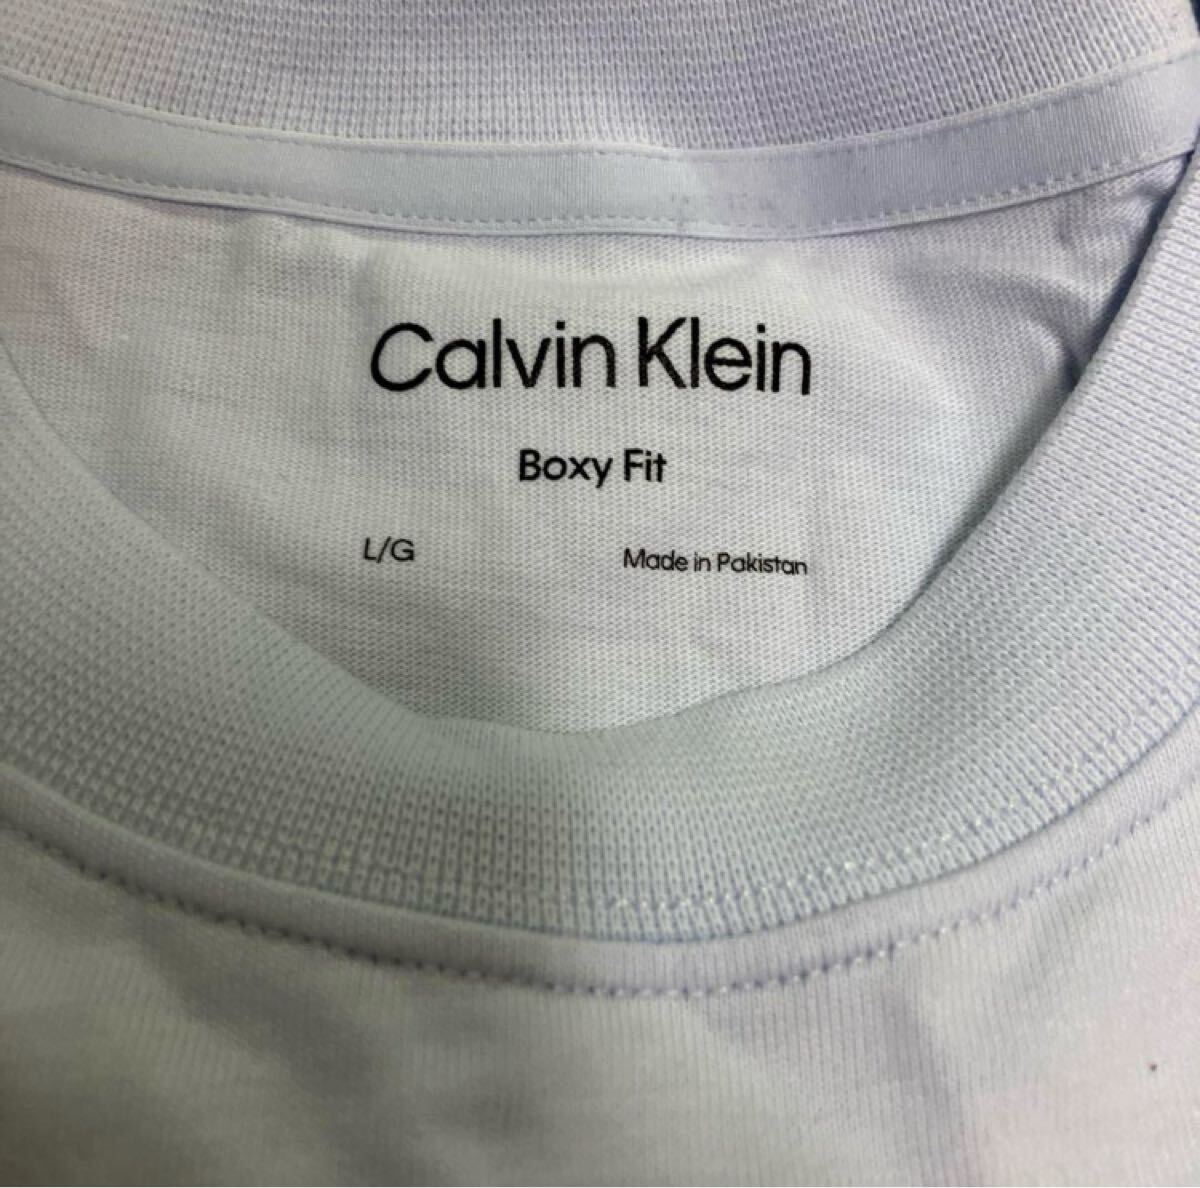 Calvin Klein
Boxy Fit
L/G Made in Pakistan